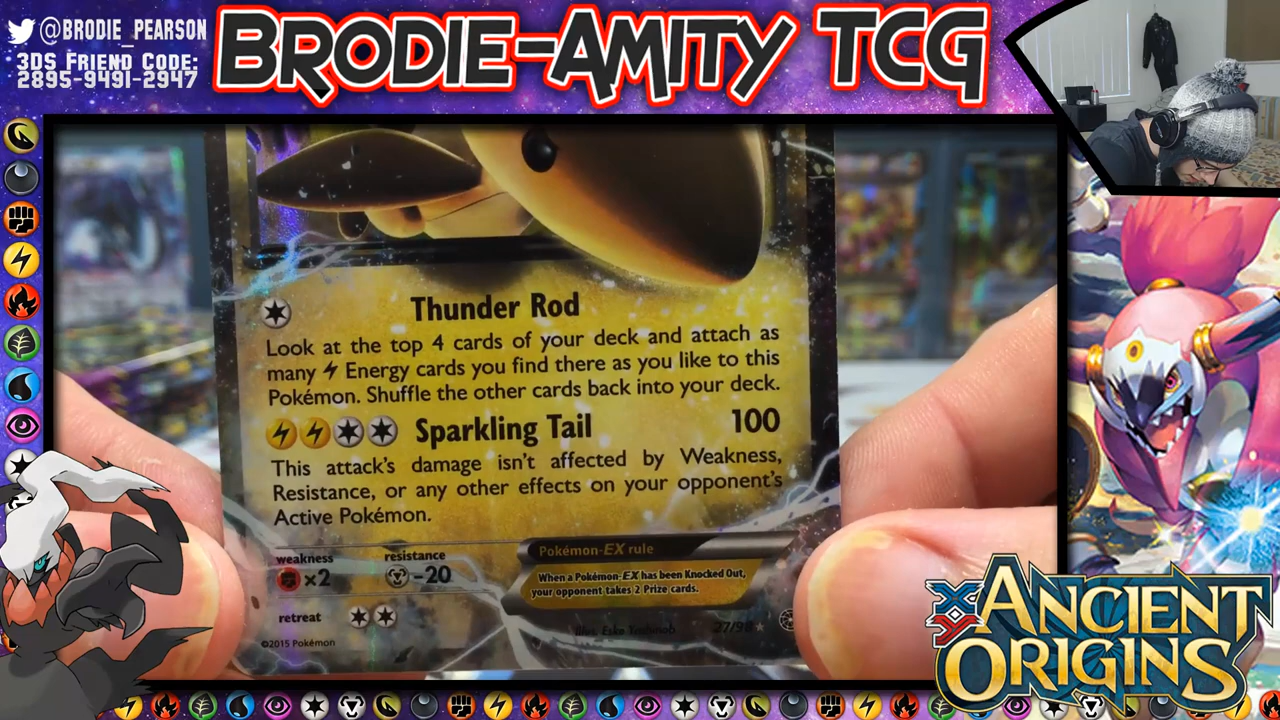 @BRODIE_PEARSON
3DS FRIEND CODE:
2895-9491-2947
BRODIE-AMITY TCG
Thunder Rod
Look at the top 4 cards of your deck and attach as
many Energy cards you find there as you like to this
Pokémon. Shuffle the other cards back into your deck.
Sparkling Tail 100
This attack's damage isn't affected by Weakness,
Resistance, or any other effects on your opponent's
Active Pokémon.
weakness
×2
resistance
-20
retreat
Pokémon-EX rule
When a Pokémon-EX has been Knocked Out,
your opponent takes 2 Prize cards.
©2015 Pokémon
Illus. Eske Yoshinob
27/98
XY
ANCIENT
ORIGINS